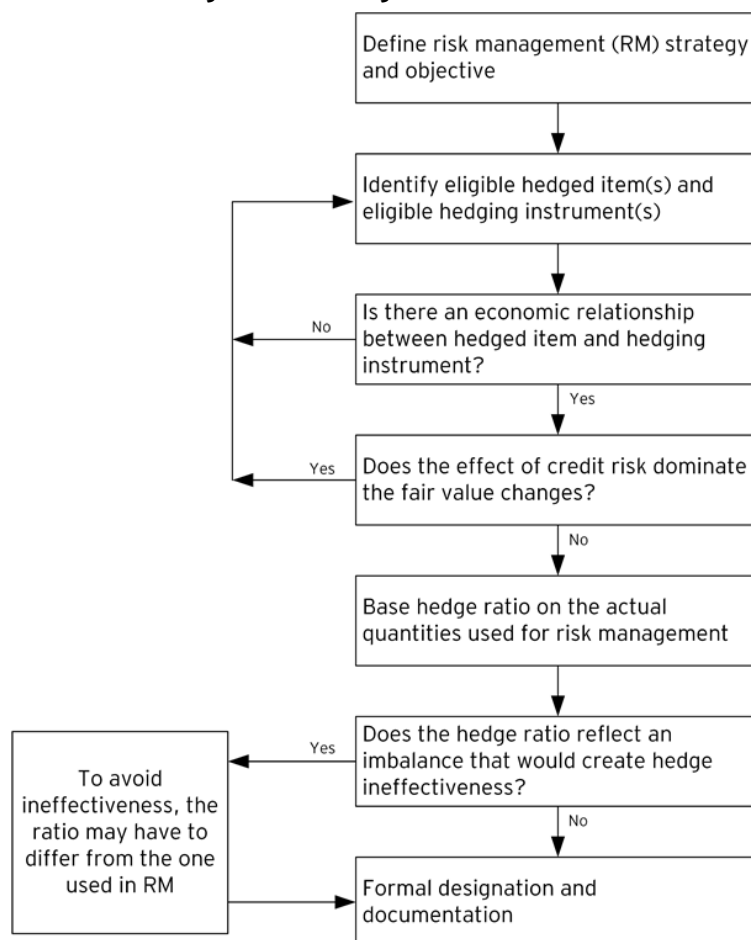 Define risk management (RM) strategy
and objective
Identify eligible hedged item(s) and
eligible hedging instrument(s)
Is there an economic relationship
between hedged item and hedging
instrument?
No
Yes
Does the effect of credit risk dominate
the fair value changes?
Yes
No
Base hedge ratio on the actual
quantities used for risk management
Does the hedge ratio reflect an
imbalance that would create hedge
ineffectiveness?
Yes
No
To avoid
ineffectiveness, the
ratio may have to
differ from the one
used in RM
Formal designation and
documentation